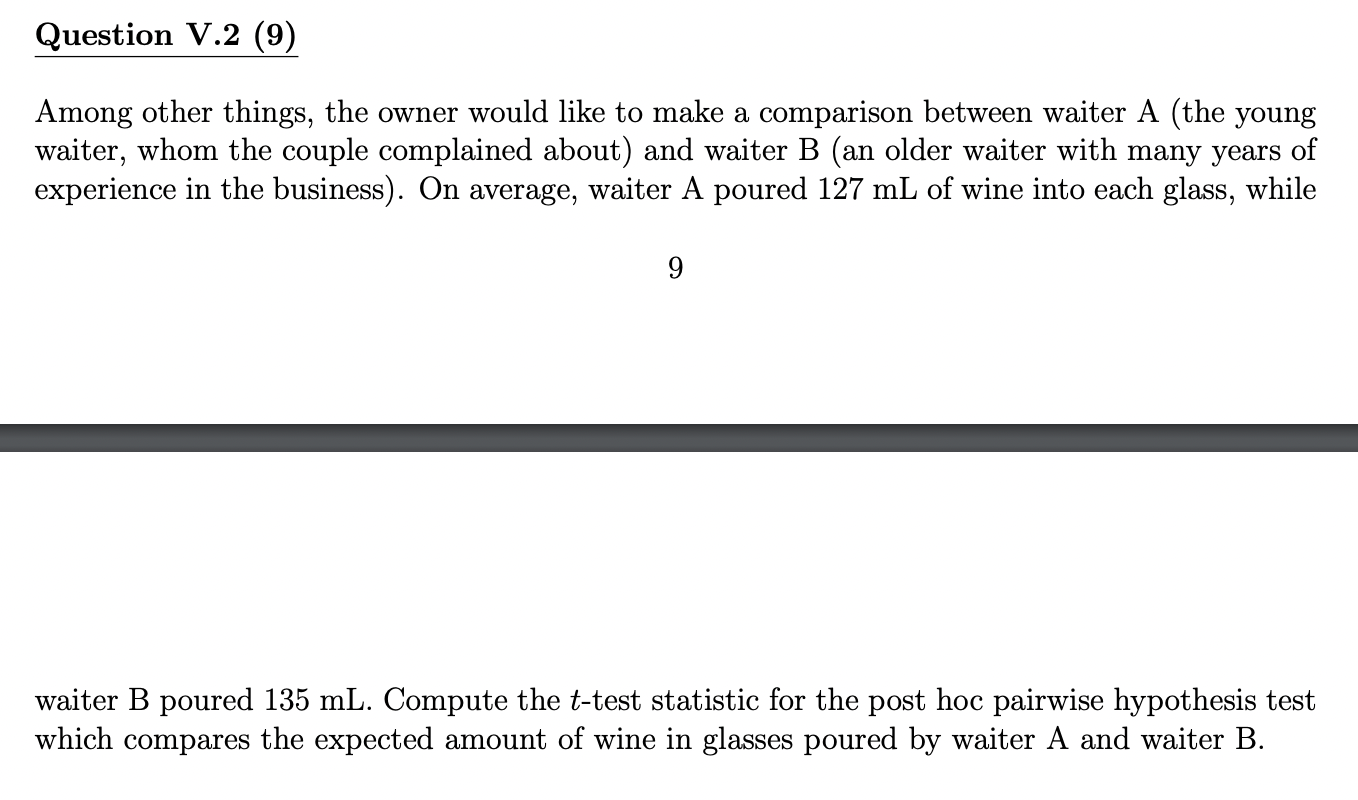 Question V.2 (9)
Among other things, the owner would like to make a comparison between waiter A (the young
waiter, whom the couple complained about) and waiter B (an older waiter with many years of
experience in the business). On average, waiter A poured 127 mL of wine into each glass, while
9
waiter B poured 135 mL. Compute the t-test statistic for the post hoc pairwise hypothesis test
which compares the expected amount of wine in glasses poured by waiter A and waiter B.